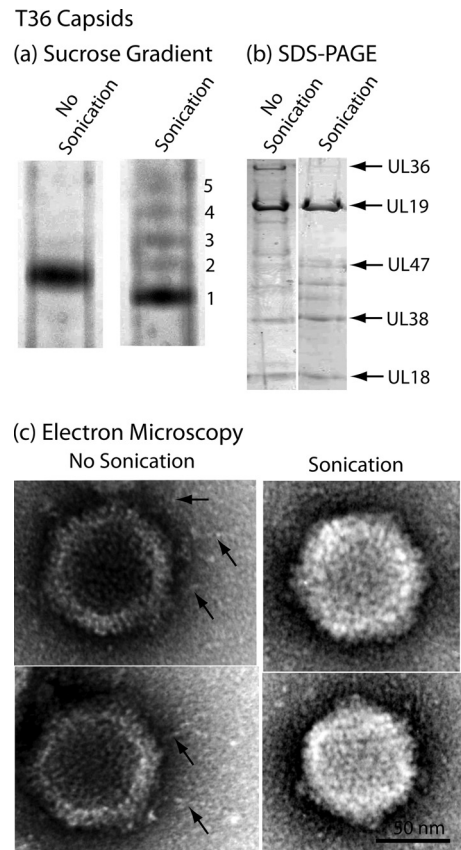 T36 Capsids
(a) Sucrose Gradient
No Sonication
Sonication
5
4
3
2
1
(b) SDS-PAGE
No Sonication
Sonication
UL36
UL19
UL47
UL38
UL18
(c) Electron Microscopy
No Sonication
Sonication
90 nm